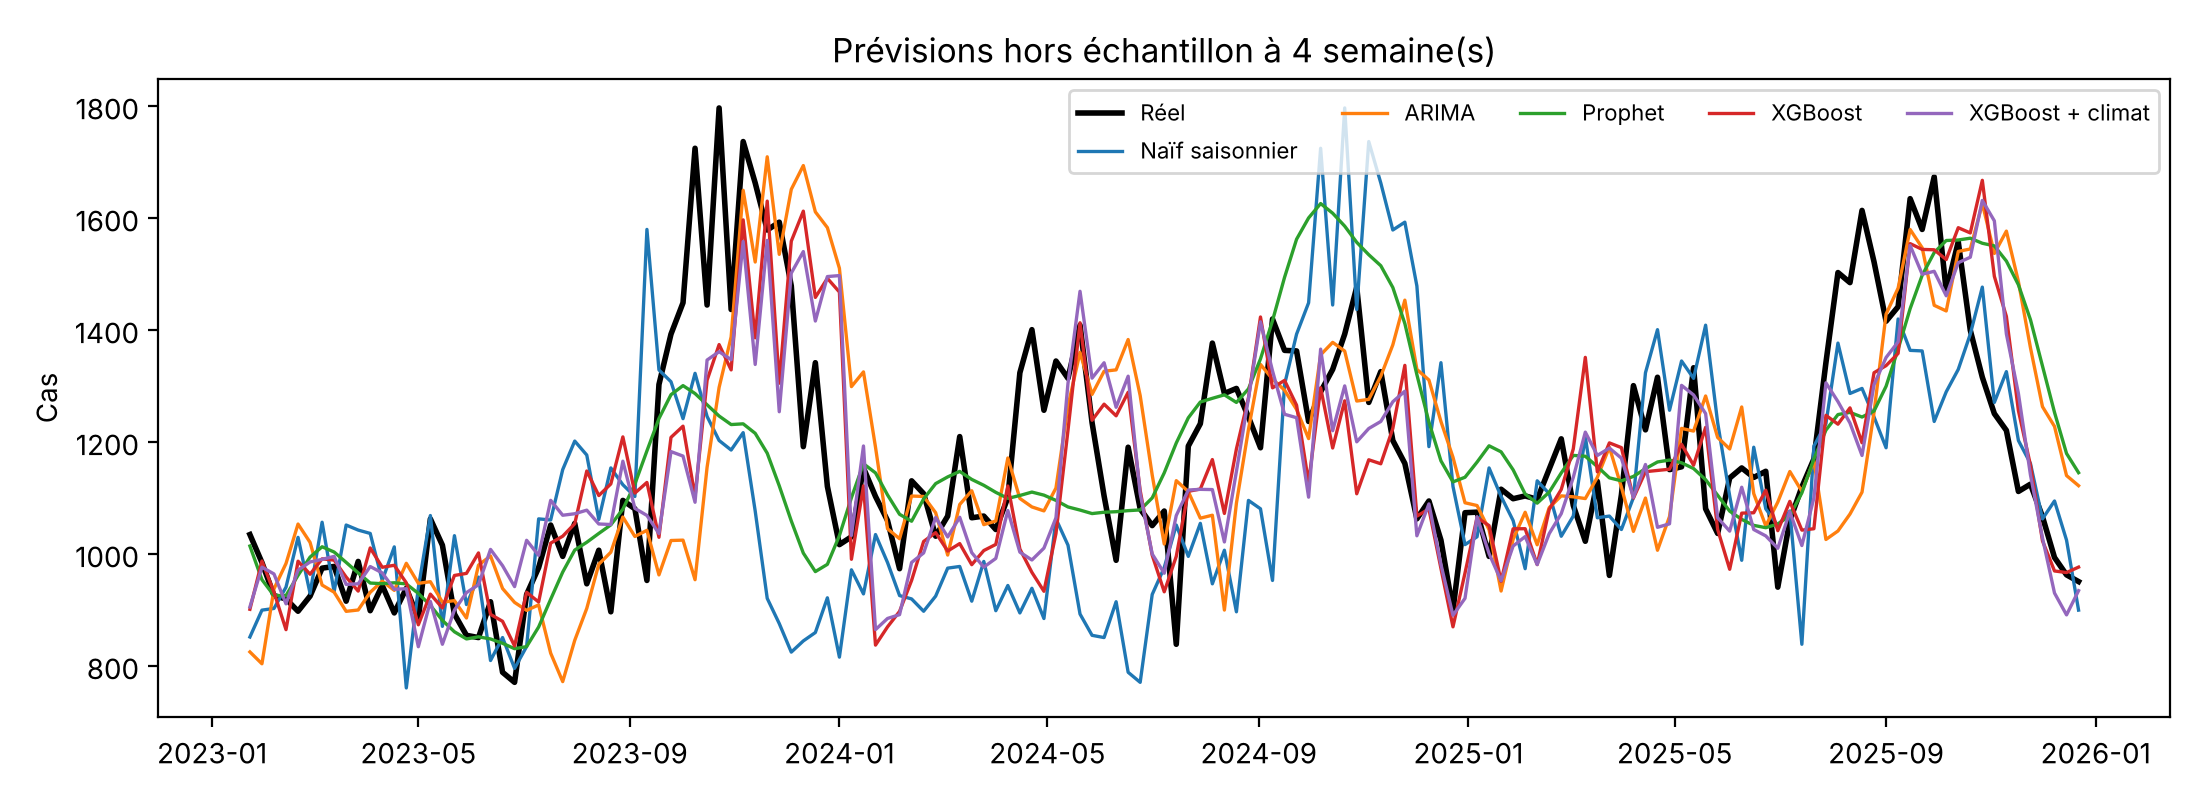 Prévisions hors échantillon à 4 semaine(s)
Réel ARIMA Prophet XGBoost XGBoost + climat
Naïf saisonnier
Cas
1800
1600
1400
1200
1000
800
2023-01 2023-05 2023-09 2024-01 2024-05 2024-09 2025-01 2025-05 2025-09 2026-01